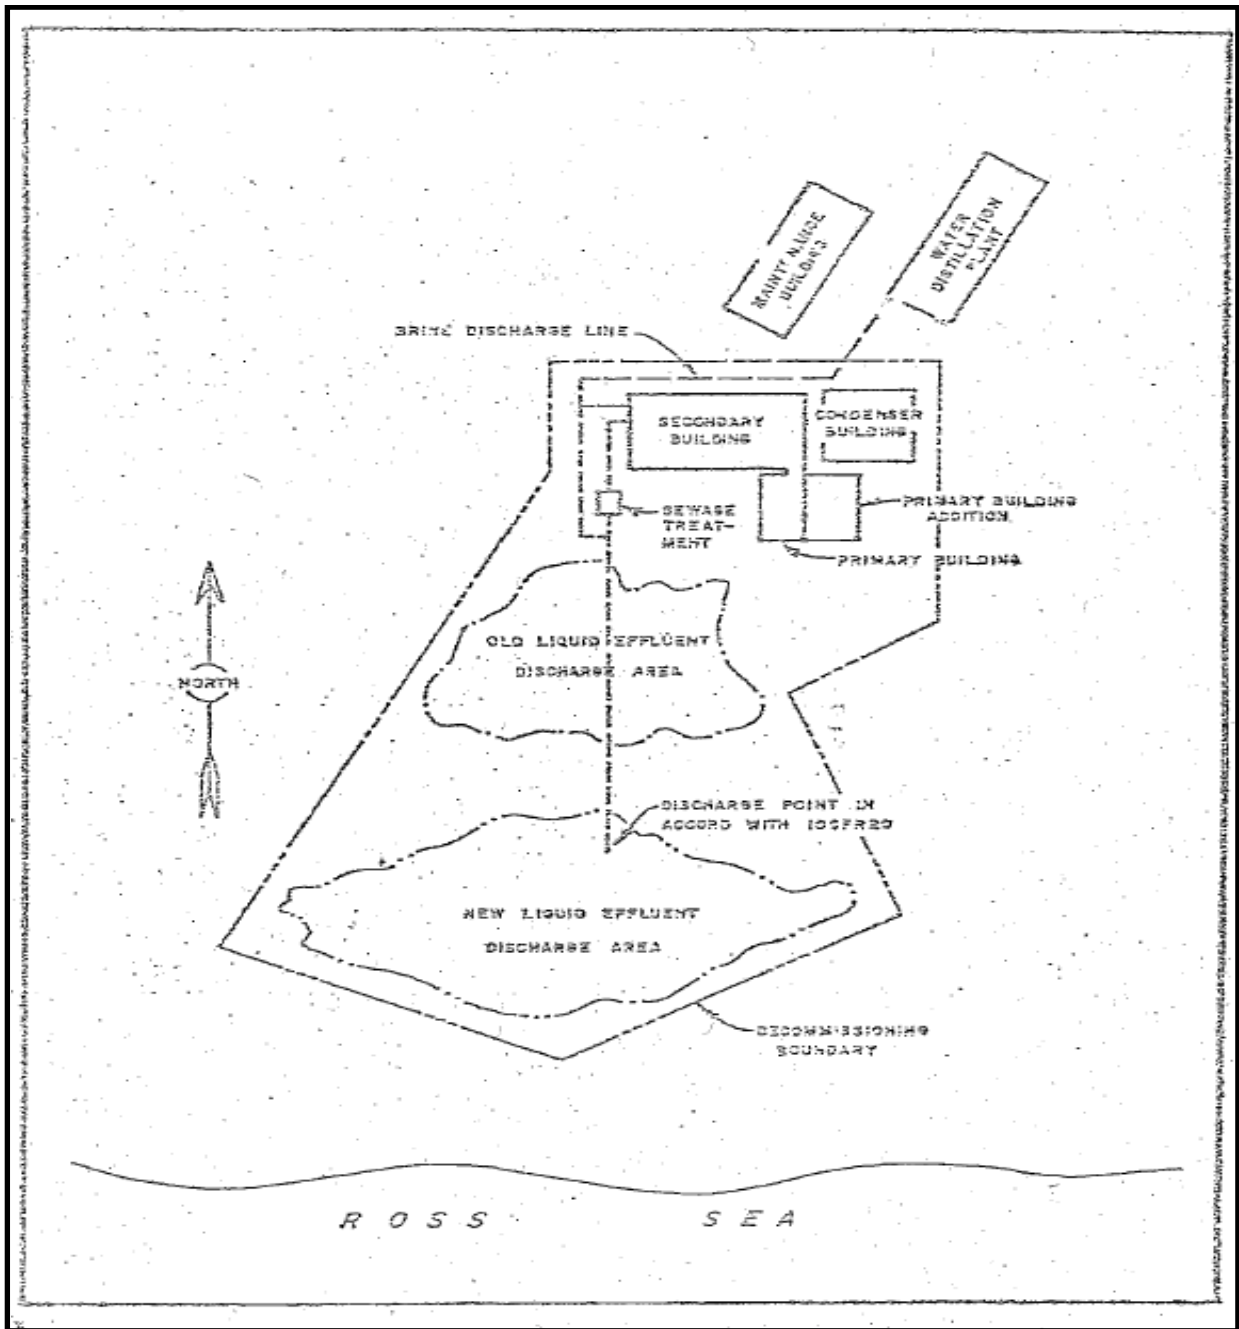 MAINTENANCE
BUILDING
WATER
DISTILLATION
PLANT
BRINE DISCHARGE LINE
SECONDARY
BUILDING
CONDENSER
BUILDING
SEWAGE
TREAT-
MENT
PRIMARY BUILDING
ADDITION
PRIMARY BUILDING
OLD LIQUID EFFLUENT
DISCHARGE AREA
NORTH
DISCHARGE POINT IN
ACCORD WITH 10CFR20
NEW LIQUID EFFLUENT
DISCHARGE AREA
DECOMMISSIONING
BOUNDARY
ROSS SEA